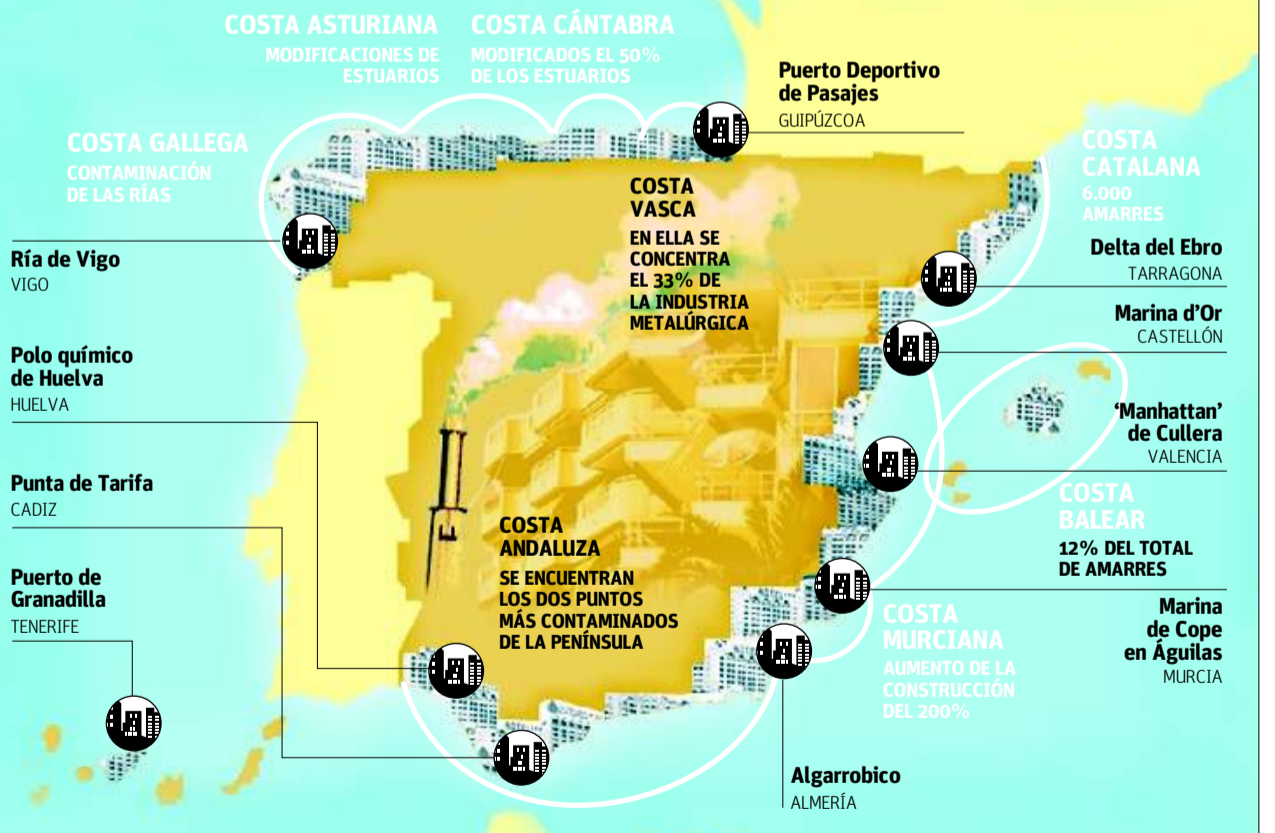 COSTA ASTURIANA
MODIFICACIONES DE
ESTUARIOS
COSTA CÁNTABRA
MODIFICADOS EL 50%
DE LOS ESTUARIOS
Puerto Deportivo
de Pasajes
GUIPÚZCOA
COSTA GALLEGA
CONTAMINACIÓN
DE LAS RÍAS
COSTA
CATALANA
6.000
AMARRES
COSTA
VASCA
EN ELLA SE
CONCENTRA
EL 33% DE
LA INDUSTRIA
METALÚRGICA
Ría de Vigo
VIGO
Delta del Ebro
TARRAGONA
Marina d’Or
CASTELLÓN
Polo químico
de Huelva
HUELVA
‘Manhattan’
de Cullera
VALENCIA
Punta de Tarifa
CADIZ
COSTA
BALEAR
12% DEL TOTAL
DE AMARRES
COSTA
ANDALUZA
SE ENCUENTRAN
LOS DOS PUNTOS
MÁS CONTAMINADOS
DE LA PENÍNSULA
Puerto de
Granadilla
TENERIFE
COSTA
MURCIANA
AUMENTO DE LA
CONSTRUCCIÓN
DEL 200%
Marina
de Cope
en Águilas
MURCIA
Algarrobico
ALMERÍA